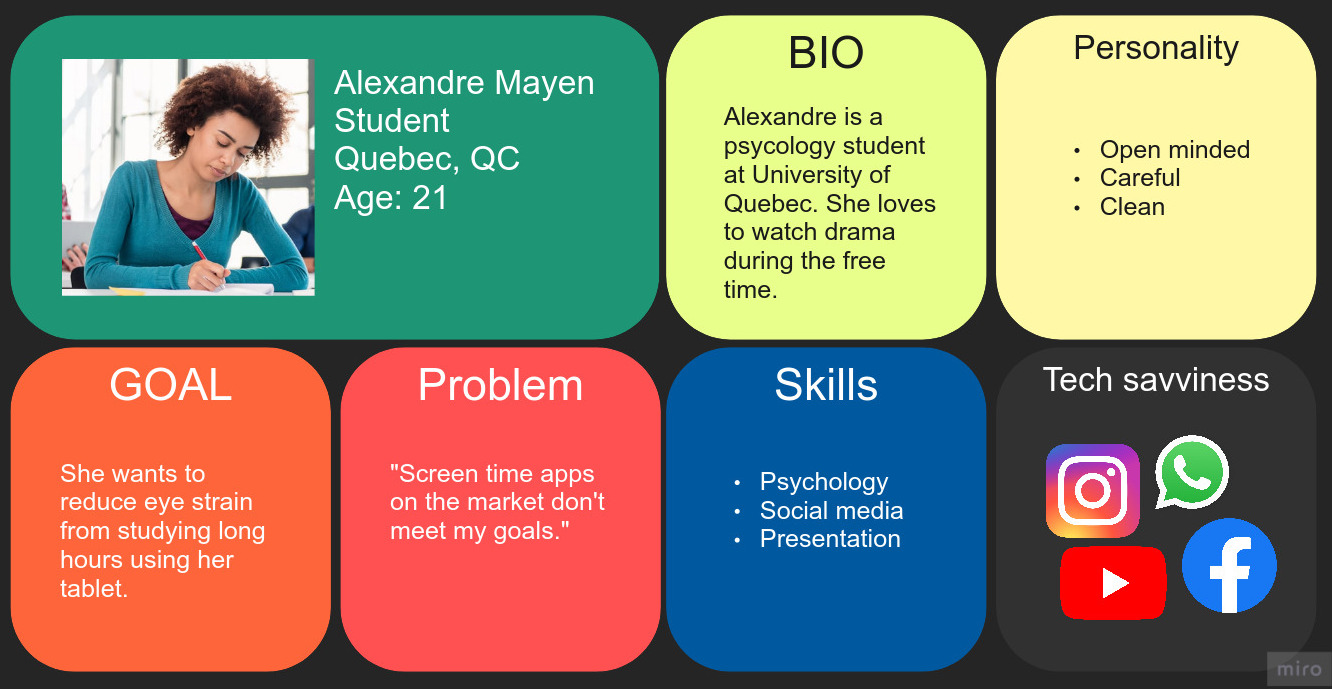 Alexandre Mayen
Student
Quebec, QC
Age: 21
BIO
Alexandre is a
psycology student
at University of
Quebec. She loves
to watch drama
during the free
time.
Personality
• Open minded
• Careful
• Clean
GOAL
She wants to
reduce eye strain
from studying long
hours using her
tablet.
Problem
"Screen time apps
on the market don't
meet my goals."
Skills
• Psychology
• Social media
• Presentation
Tech savviness
miro